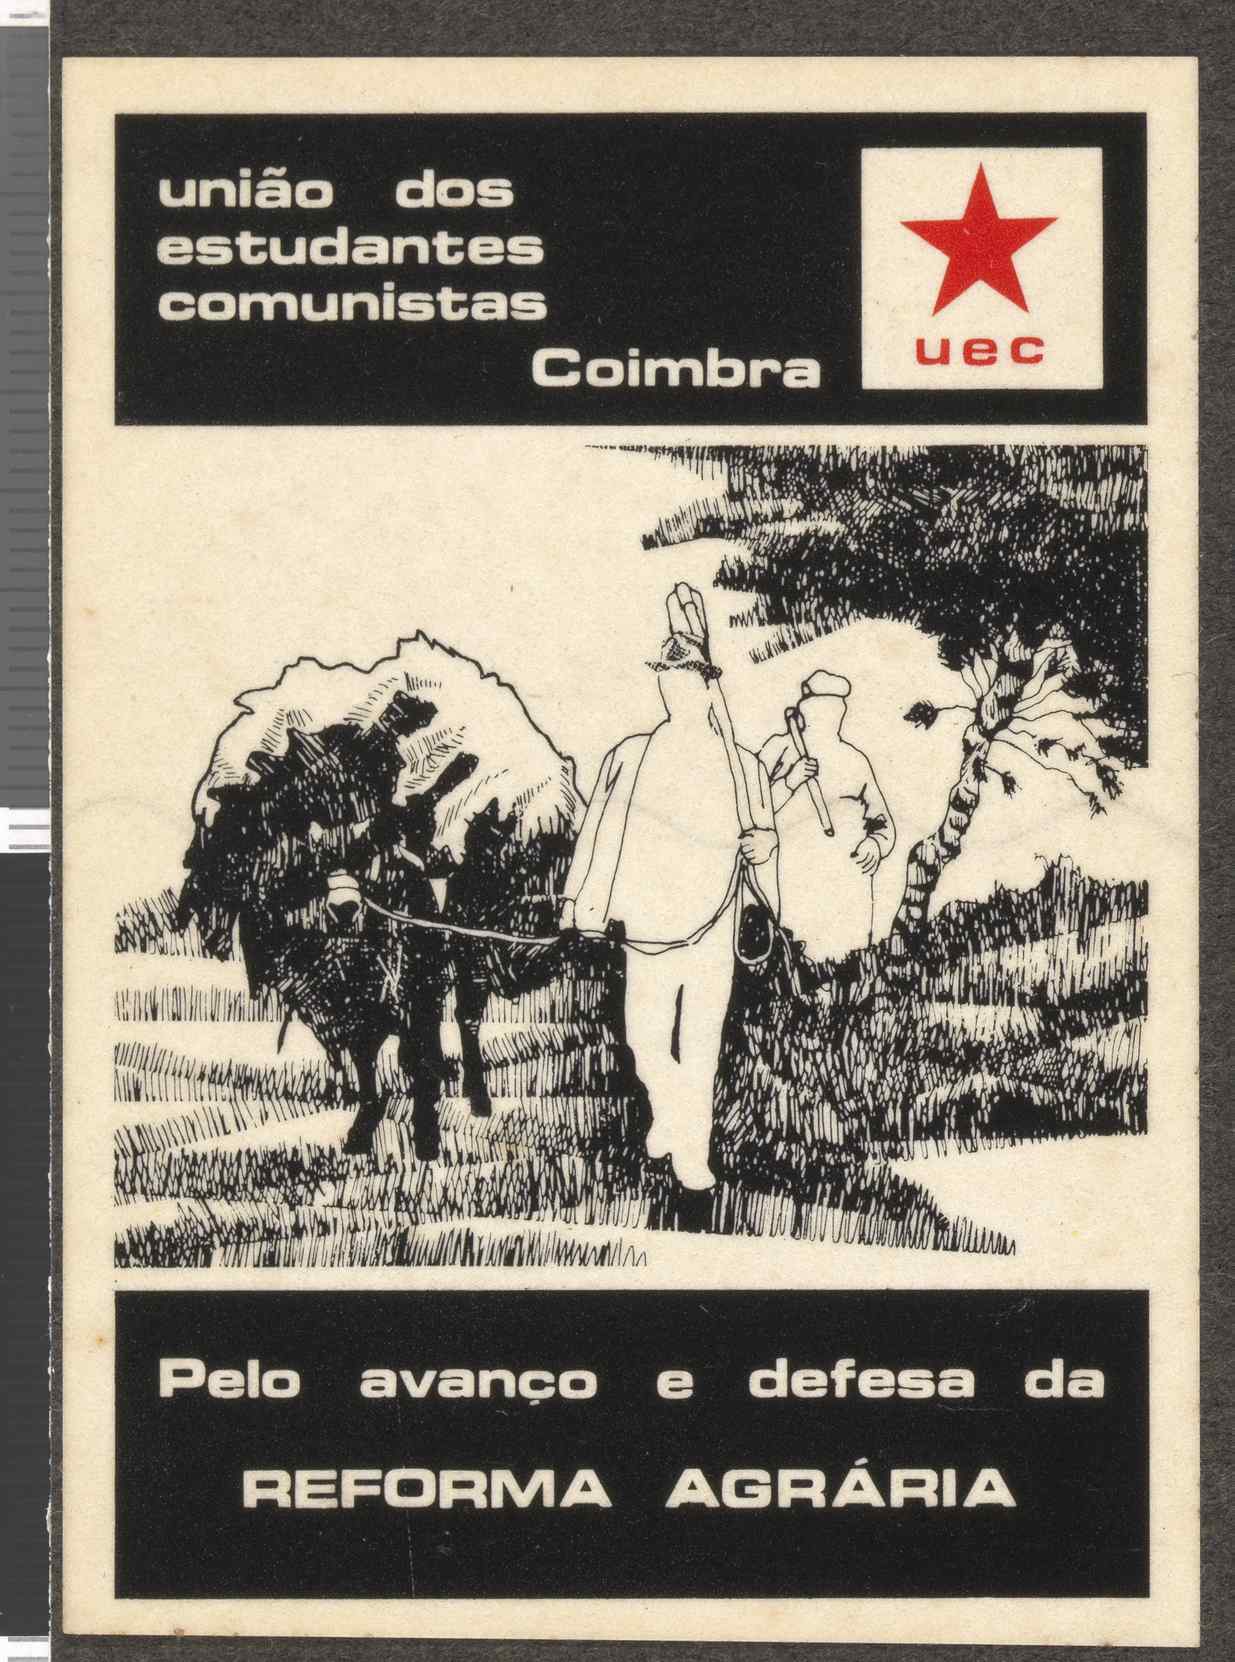 união dos
estudantes
comunistas
Coimbra
uec
Pelo avanço e defesa da
REFORMA AGRÁRIA